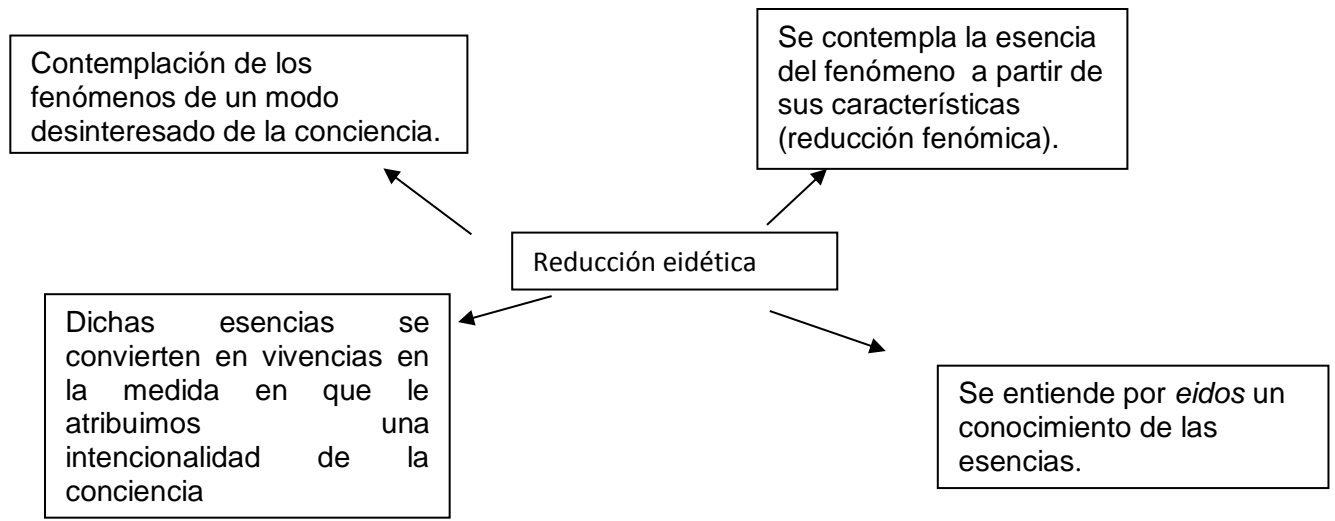 Contemplación de los
fenómenos de un modo
desinteresado de la conciencia.
Se contempla la esencia
del fenómeno a partir de
sus características
(reducción fenómica).
Reducción eidética
Dichas esencias se
convierten en vivencias en
la medida en que le
atribuimos una
intencionalidad de la
conciencia
Se entiende por eidos un
conocimiento de las
esencias.